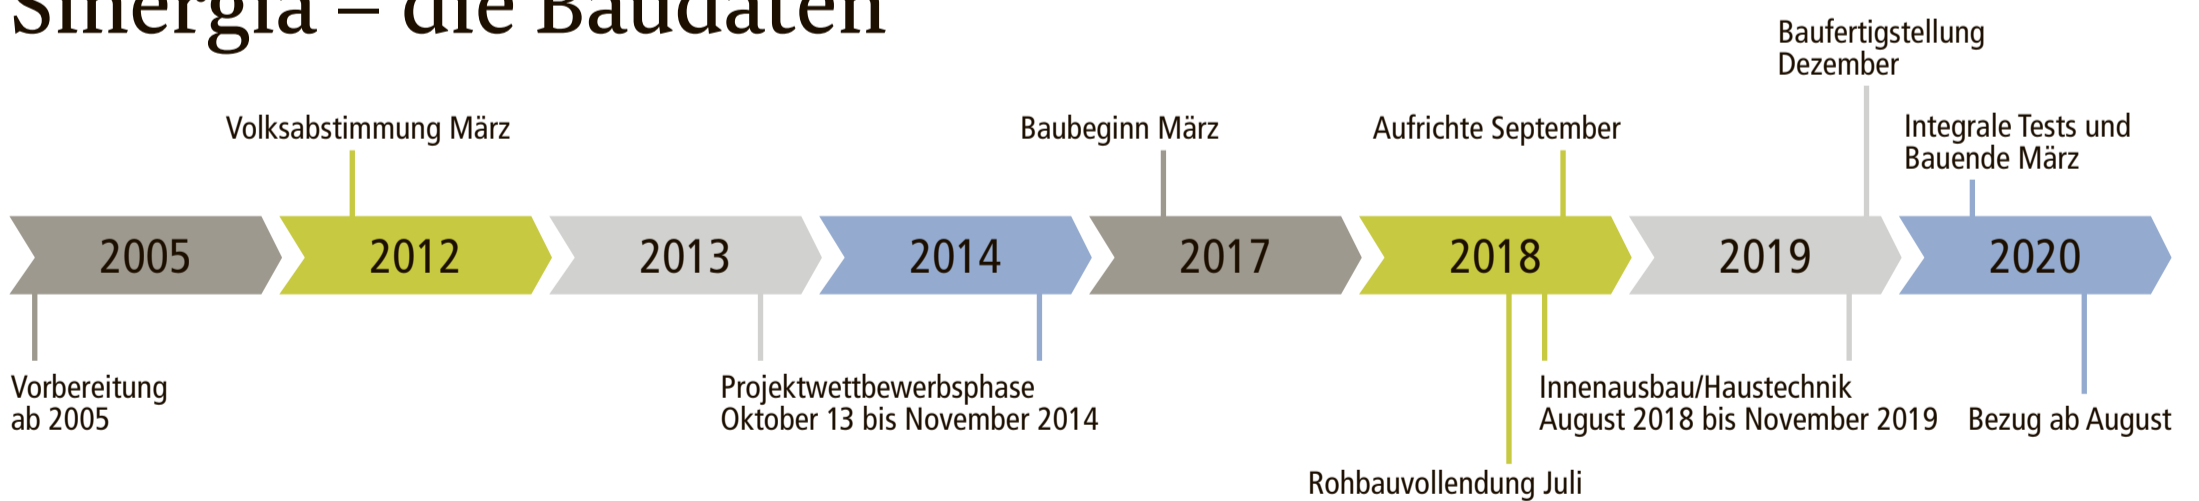 Sinergia – die Baudaten
Baufertigstellung
Dezember
Volksabstimmung März
Baubeginn März
Aufrichte September
Integrale Tests und
Bauende März
2005
2012
2013
2014
2017
2018
2019
2020
Vorbereitung
ab 2005
Projektwettbewerbsphase
Oktober 13 bis November 2014
Innenausbau/Haustechnik
August 2018 bis November 2019
Bezug ab August
Rohbauvollendung Juli